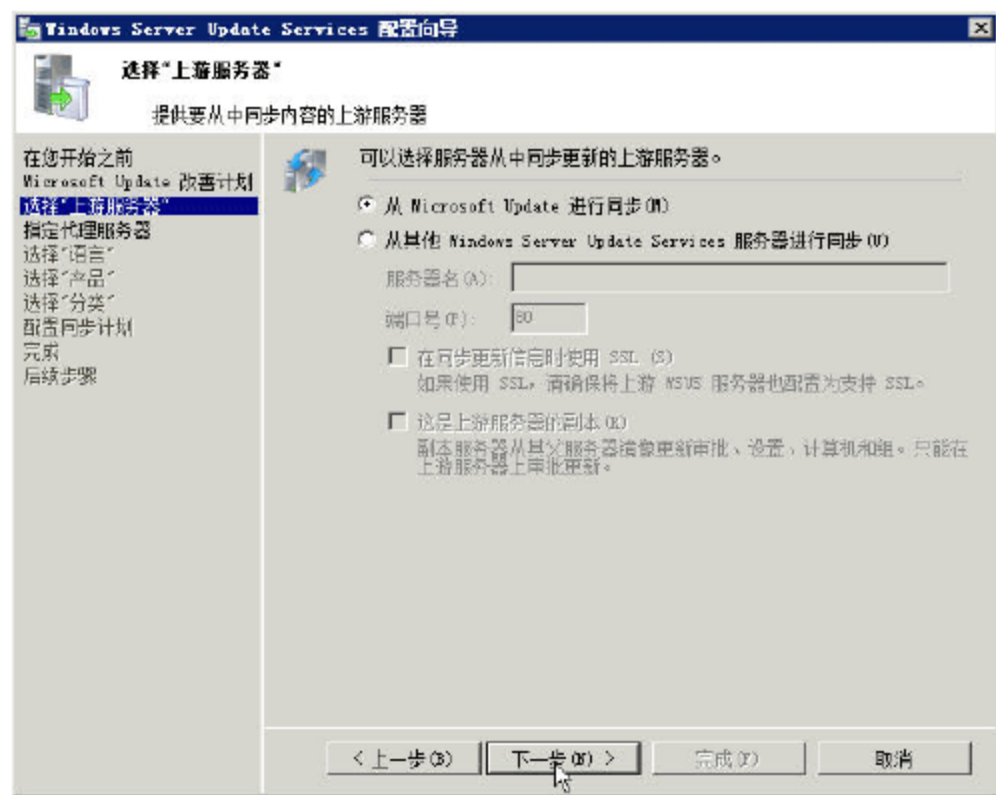 Windows Server Update Services 配置向导
选择"上游服务器"
提供要从中同步内容的上游服务器
在您开始之前
Microsoft Update 改善计划
选择"上游服务器"
指定代理服务器
选择"语言"
选择"产品"
选择"分类"
配置同步计划
完成
后续步骤
可以选择服务器从中同步更新的上游服务器。
从 Microsoft Update 进行同步(M)
从其他 Windows Server Update Services 服务器进行同步(U)
服务器名(A):
端口号(P):
80
在同步更新信息时使用 SSL (S)
如果使用 SSL，请确保将上游 WSUS 服务器也配置为支持 SSL。
这是上游服务器的副本(R)
副本服务器从其父服务器镜像更新审批、设置、计算机和组。只能在
上游服务器上审批更新。
< 上一步(B)
下一步(N) >
完成(F)
取消